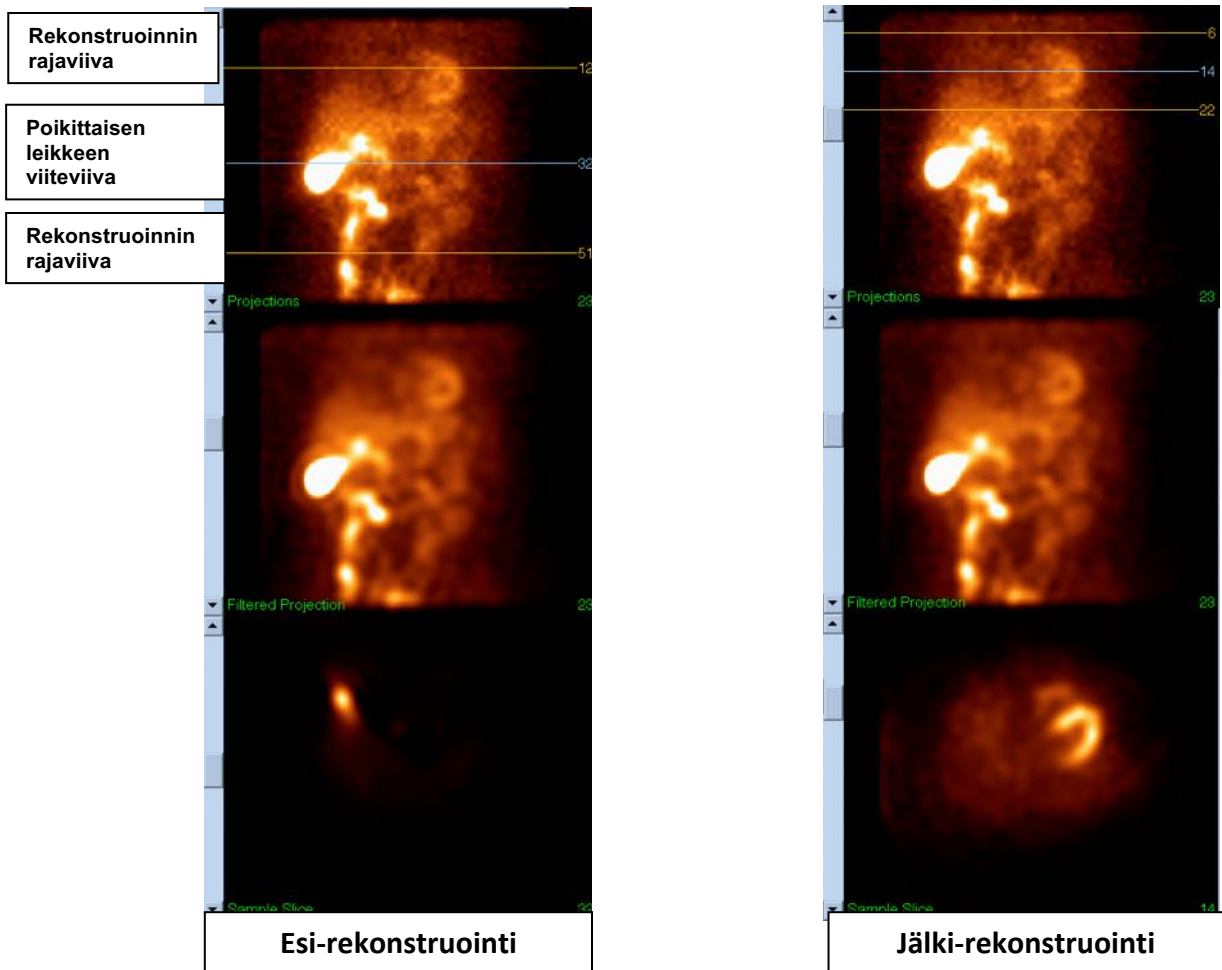 Rekonstruoinnin
rajaviiva
Poikittaisen
leikkeen
viiteviiva
Rekonstruoinnin
rajaviiva
12
32
51
Projections 23
Filtered Projection 23
Sample Slice 32
Esi-rekonstruointi
6
14
22
Projections 23
Filtered Projection 23
Sample Slice 14
Jälki-rekonstruointi